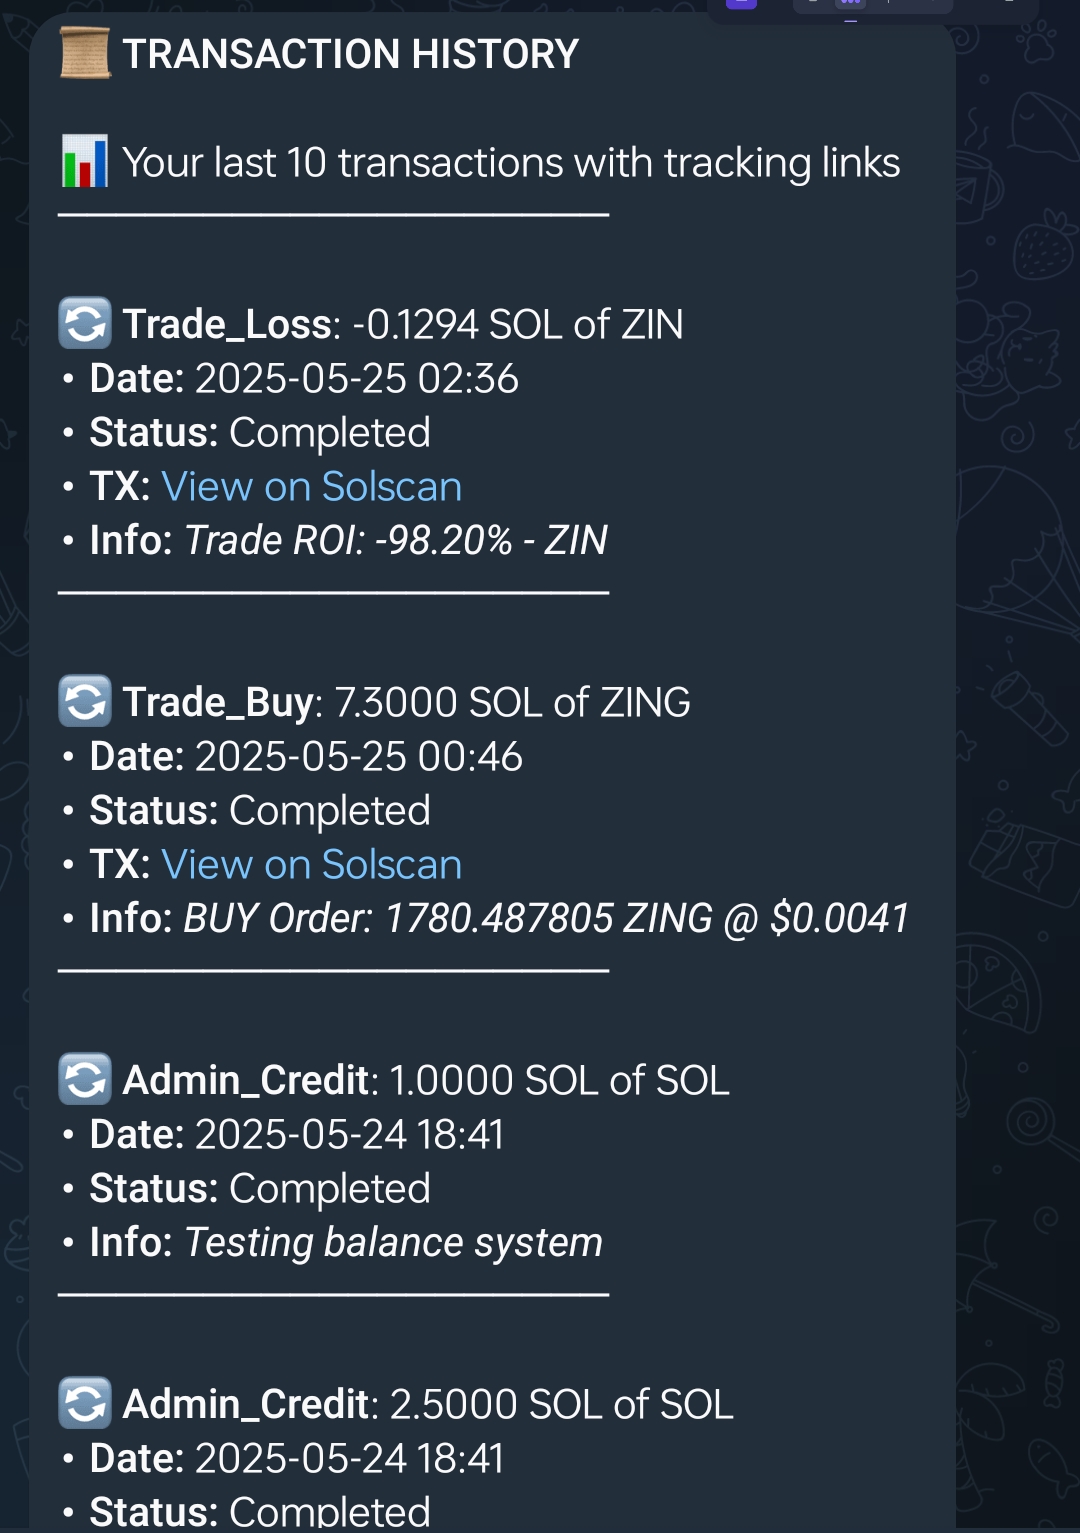 TRANSACTION HISTORY
Your last 10 transactions with tracking links
Trade_Loss: -0.1294 SOL of ZIN
• Date: 2025-05-25 02:36
• Status: Completed
• TX: View on Solscan
• Info: Trade ROI: -98.20% - ZIN
Trade_Buy: 7.3000 SOL of ZING
• Date: 2025-05-25 00:46
• Status: Completed
• TX: View on Solscan
• Info: BUY Order: 1780.487805 ZING @ $0.0041
Admin_Credit: 1.0000 SOL of SOL
• Date: 2025-05-24 18:41
• Status: Completed
• Info: Testing balance system
Admin_Credit: 2.5000 SOL of SOL
• Date: 2025-05-24 18:41
• Status: Completed